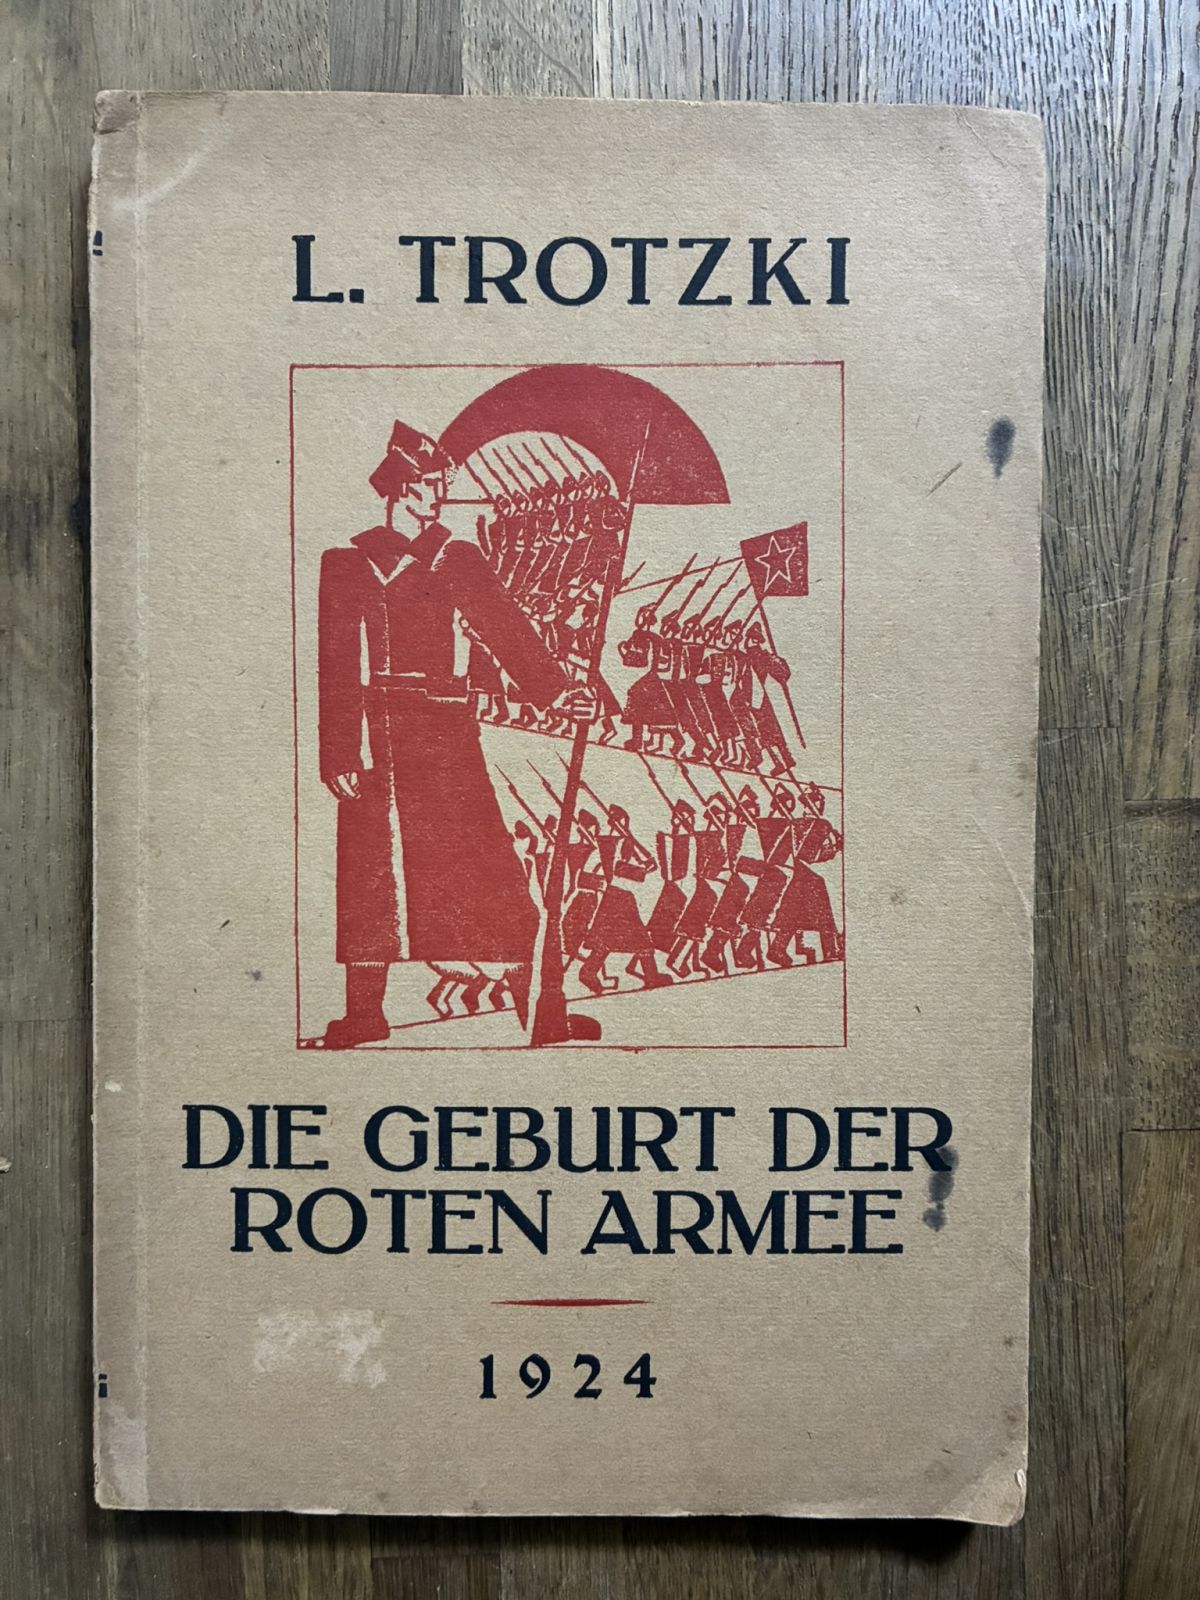 L. TROTZKI
DIE GEBURT DER
ROTEN ARMEE
1924